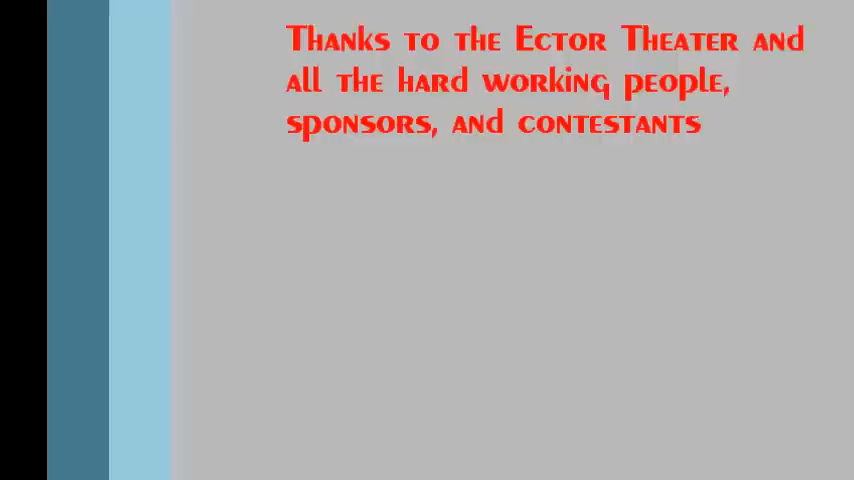 Thanks to the Ector Theater and
all the hard working people,
sponsors, and contestants